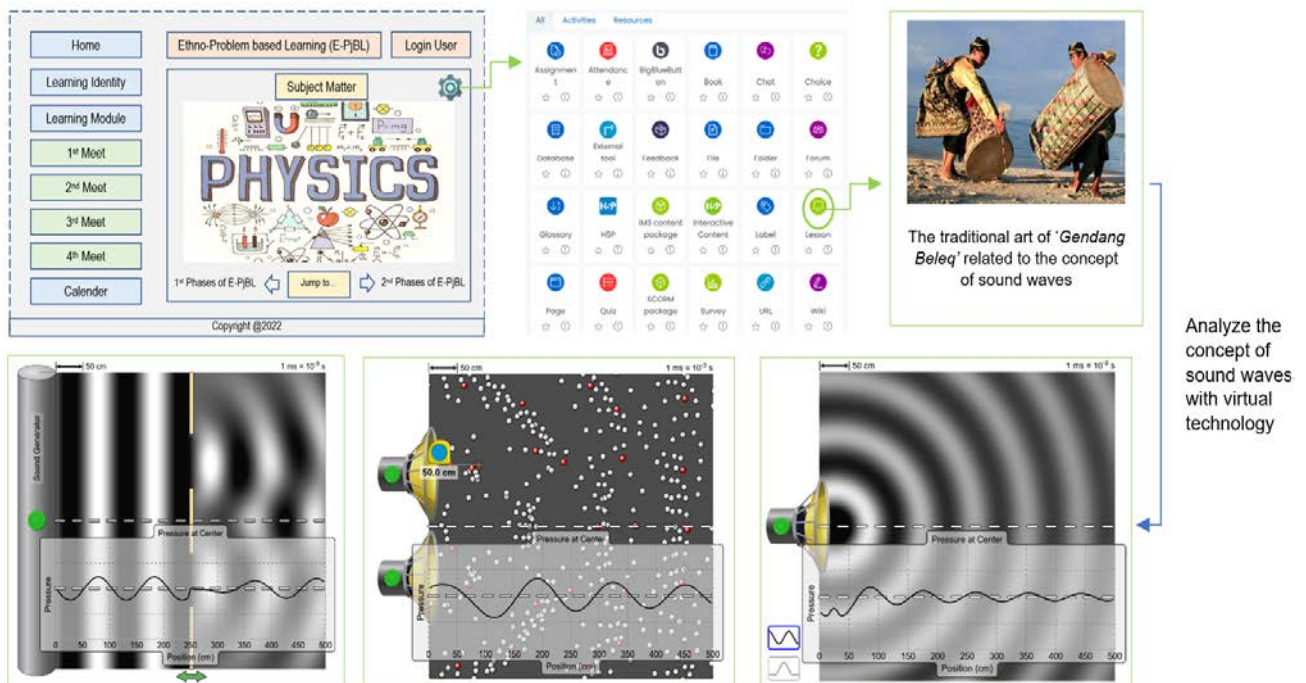 Home
Learning Identity
Learning Module
1st Meet
2nd Meet
3rd Meet
4th Meet
Calender
Ethno-Problem based Learning (E-PjBL)
Login User
Subject Matter
PHYSICS
1st Phases of E-PjBL
Jump to...
2nd Phases of E-PjBL
Copyright @2022
All Activities Resources
Assignmen
t
Attendanc
e
BigBlueButt
on
Book
Chat
Choice
Database
External
tool
Feedback
File
Folder
Forum
Glossary
H5P
IMS content
package
Interactive
Content
Label
Lesson
Page
Quiz
SCORM
package
Survey
URL
Wiki
The traditional art of ‘Gendang
Beleq’ related to the concept
of sound waves
Analyze the
concept of
sound waves
with virtual
technology
50 cm
1 ms = 10⁻³ s
Sound Generator
Pressure at Center
Pressure
0 50 100 150 200 250 300 350 400 450 500
Position (cm)
50 cm
1 ms = 10⁻³ s
50.0 cm
Pressure at Center
Pressure
0 50 100 150 200 250 300 350 400 450 500
Position (cm)
50 cm
1 ms = 10⁻³ s
Pressure at Center
Pressure
0 50 100 150 200 250 300 350 400 450 500
Position (cm)